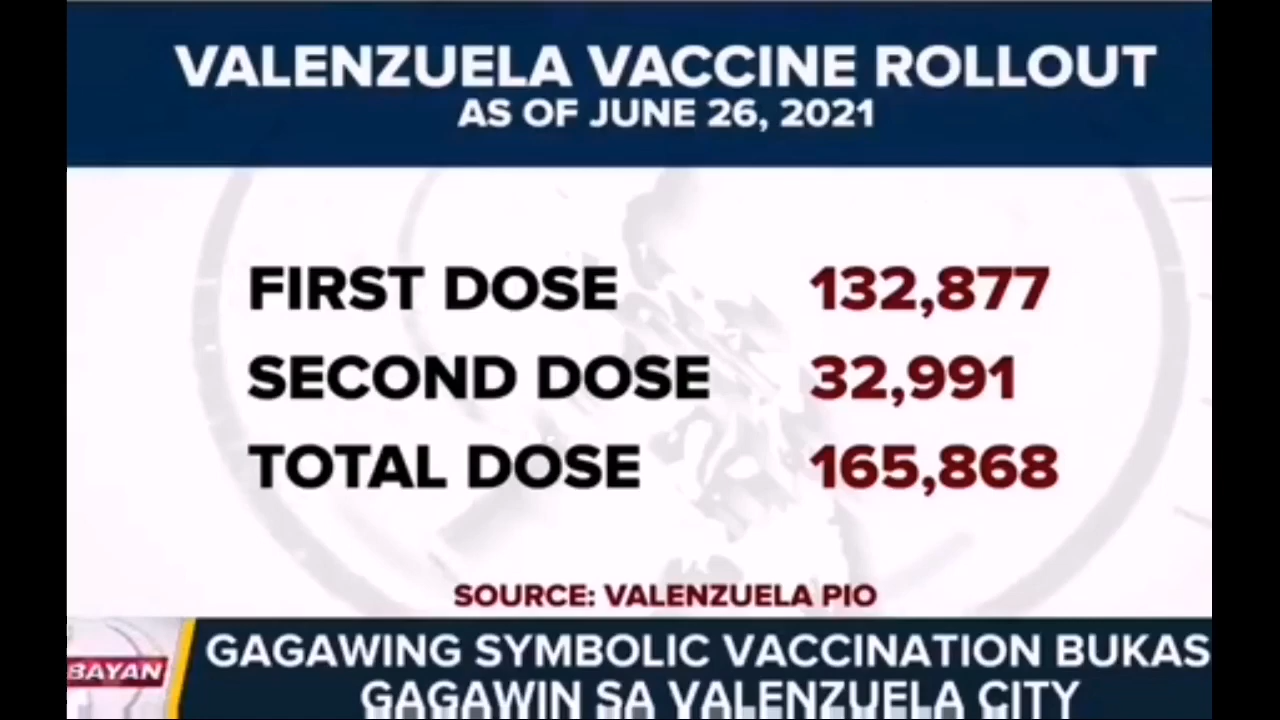 VALENZUELA VACCINE ROLLOUT
AS OF JUNE 26, 2021
FIRST DOSE 132,877
SECOND DOSE 32,991
TOTAL DOSE 165,868
SOURCE: VALENZUELA PIO
BAYAN
GAGAWING SYMBOLIC VACCINATION BUKAS
GAGAWIN SA VALENZUELA CITY